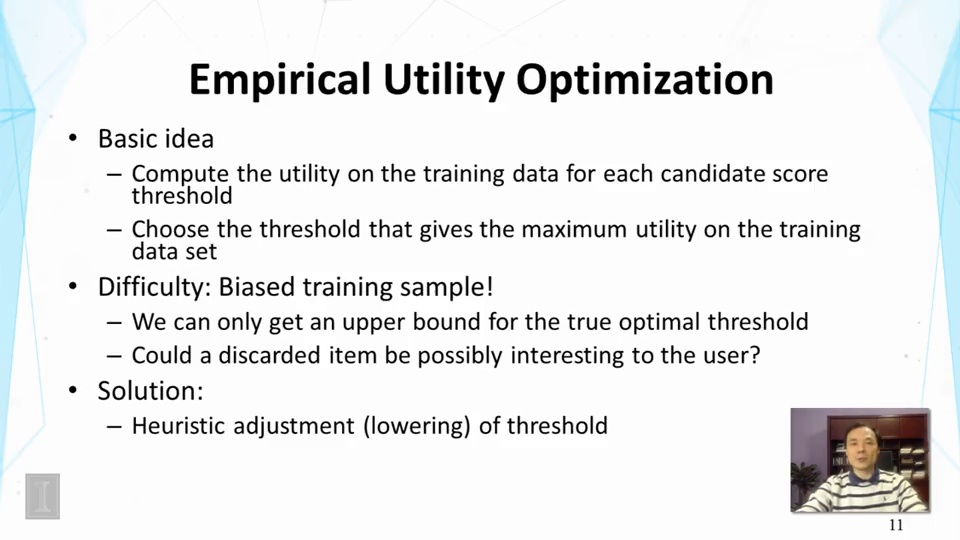 Empirical Utility Optimization
• Basic idea
– Compute the utility on the training data for each candidate score
threshold
– Choose the threshold that gives the maximum utility on the training
data set
• Difficulty: Biased training sample!
– We can only get an upper bound for the true optimal threshold
– Could a discarded item be possibly interesting to the user?
• Solution:
– Heuristic adjustment (lowering) of threshold
I
11